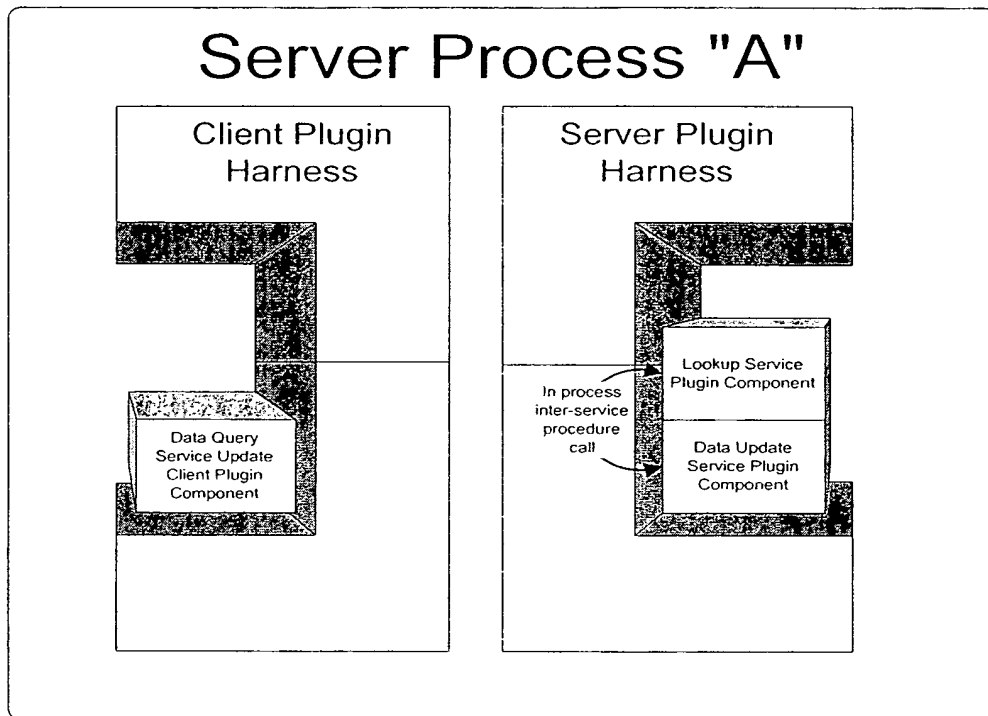 Server Process "A"
Client Plugin
Harness
Server Plugin
Harness
Data Query
Service Update
Client Plugin
Component
In process
inter-service
procedure
call
Lookup Service
Plugin Component
Data Update
Service Plugin
Component